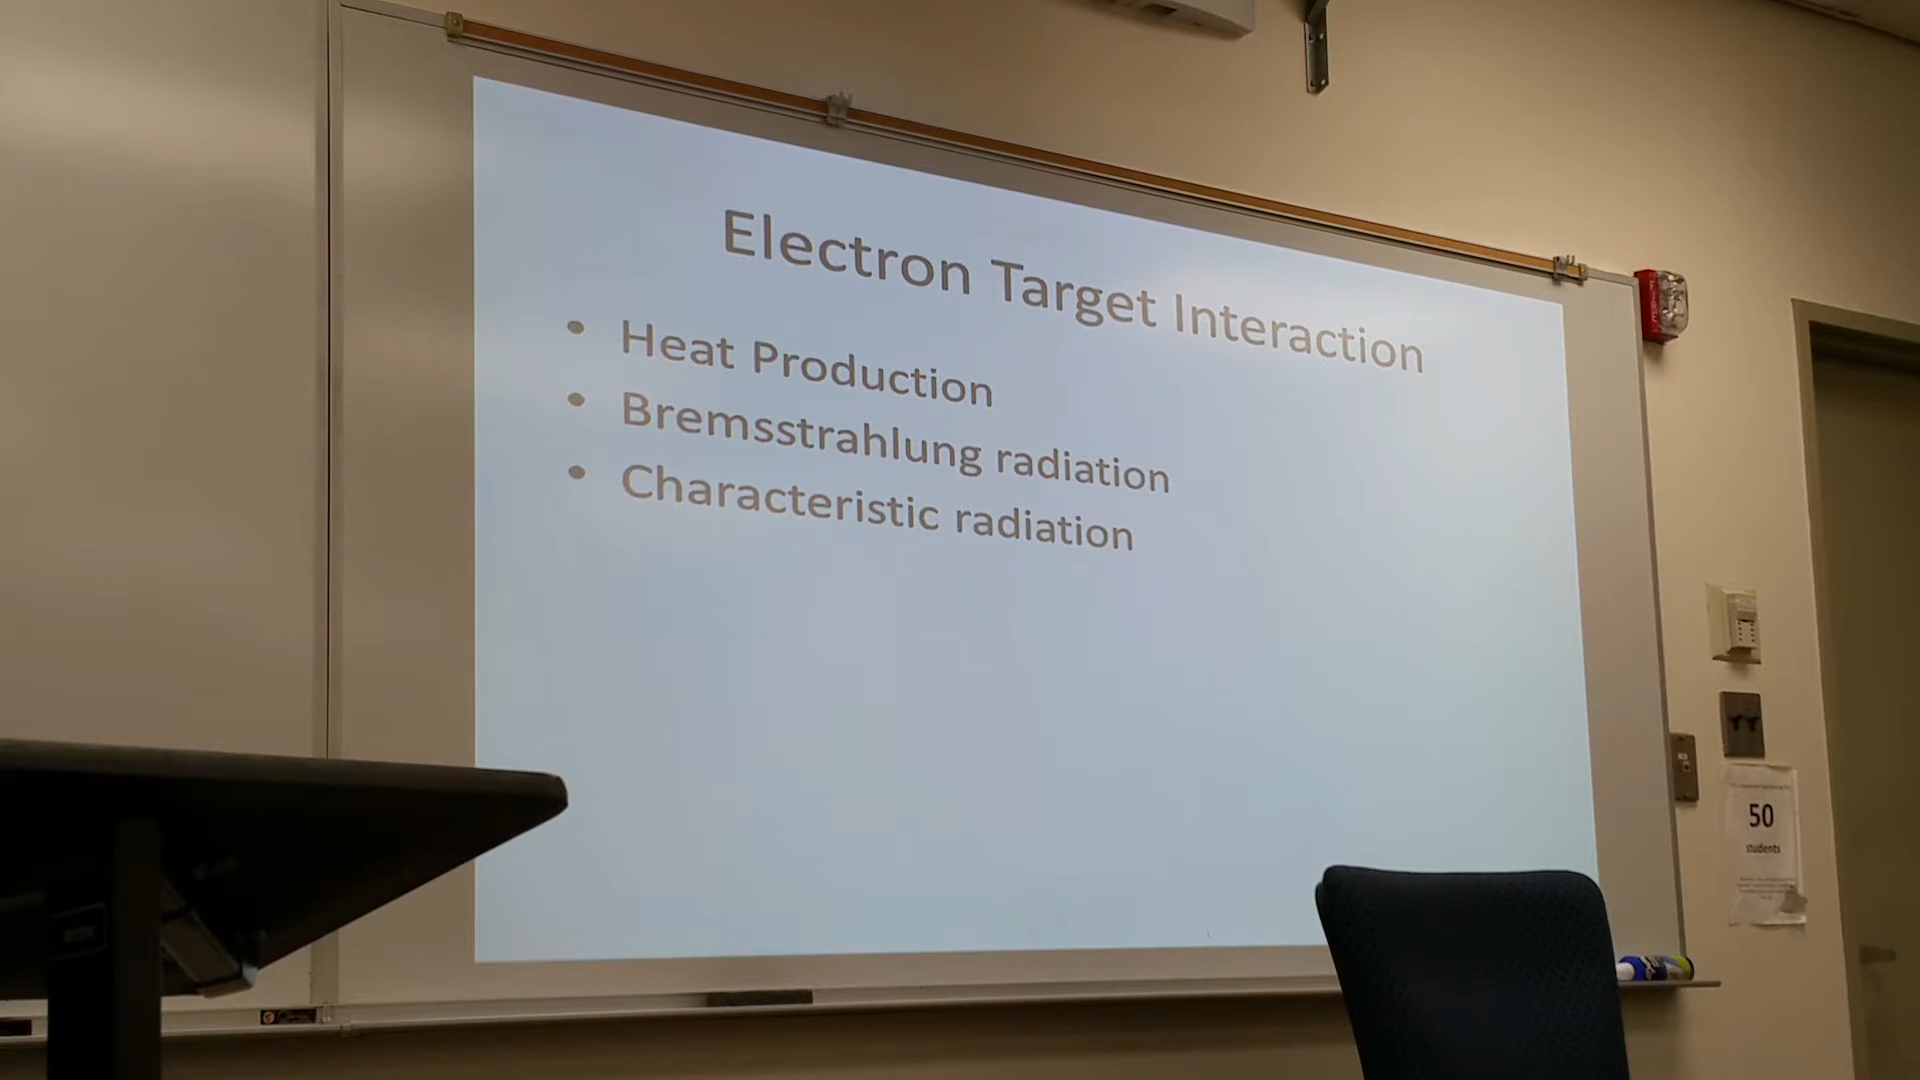 Electron Target Interaction
• Heat Production
• Bremsstrahlung radiation
• Characteristic radiation
50
students